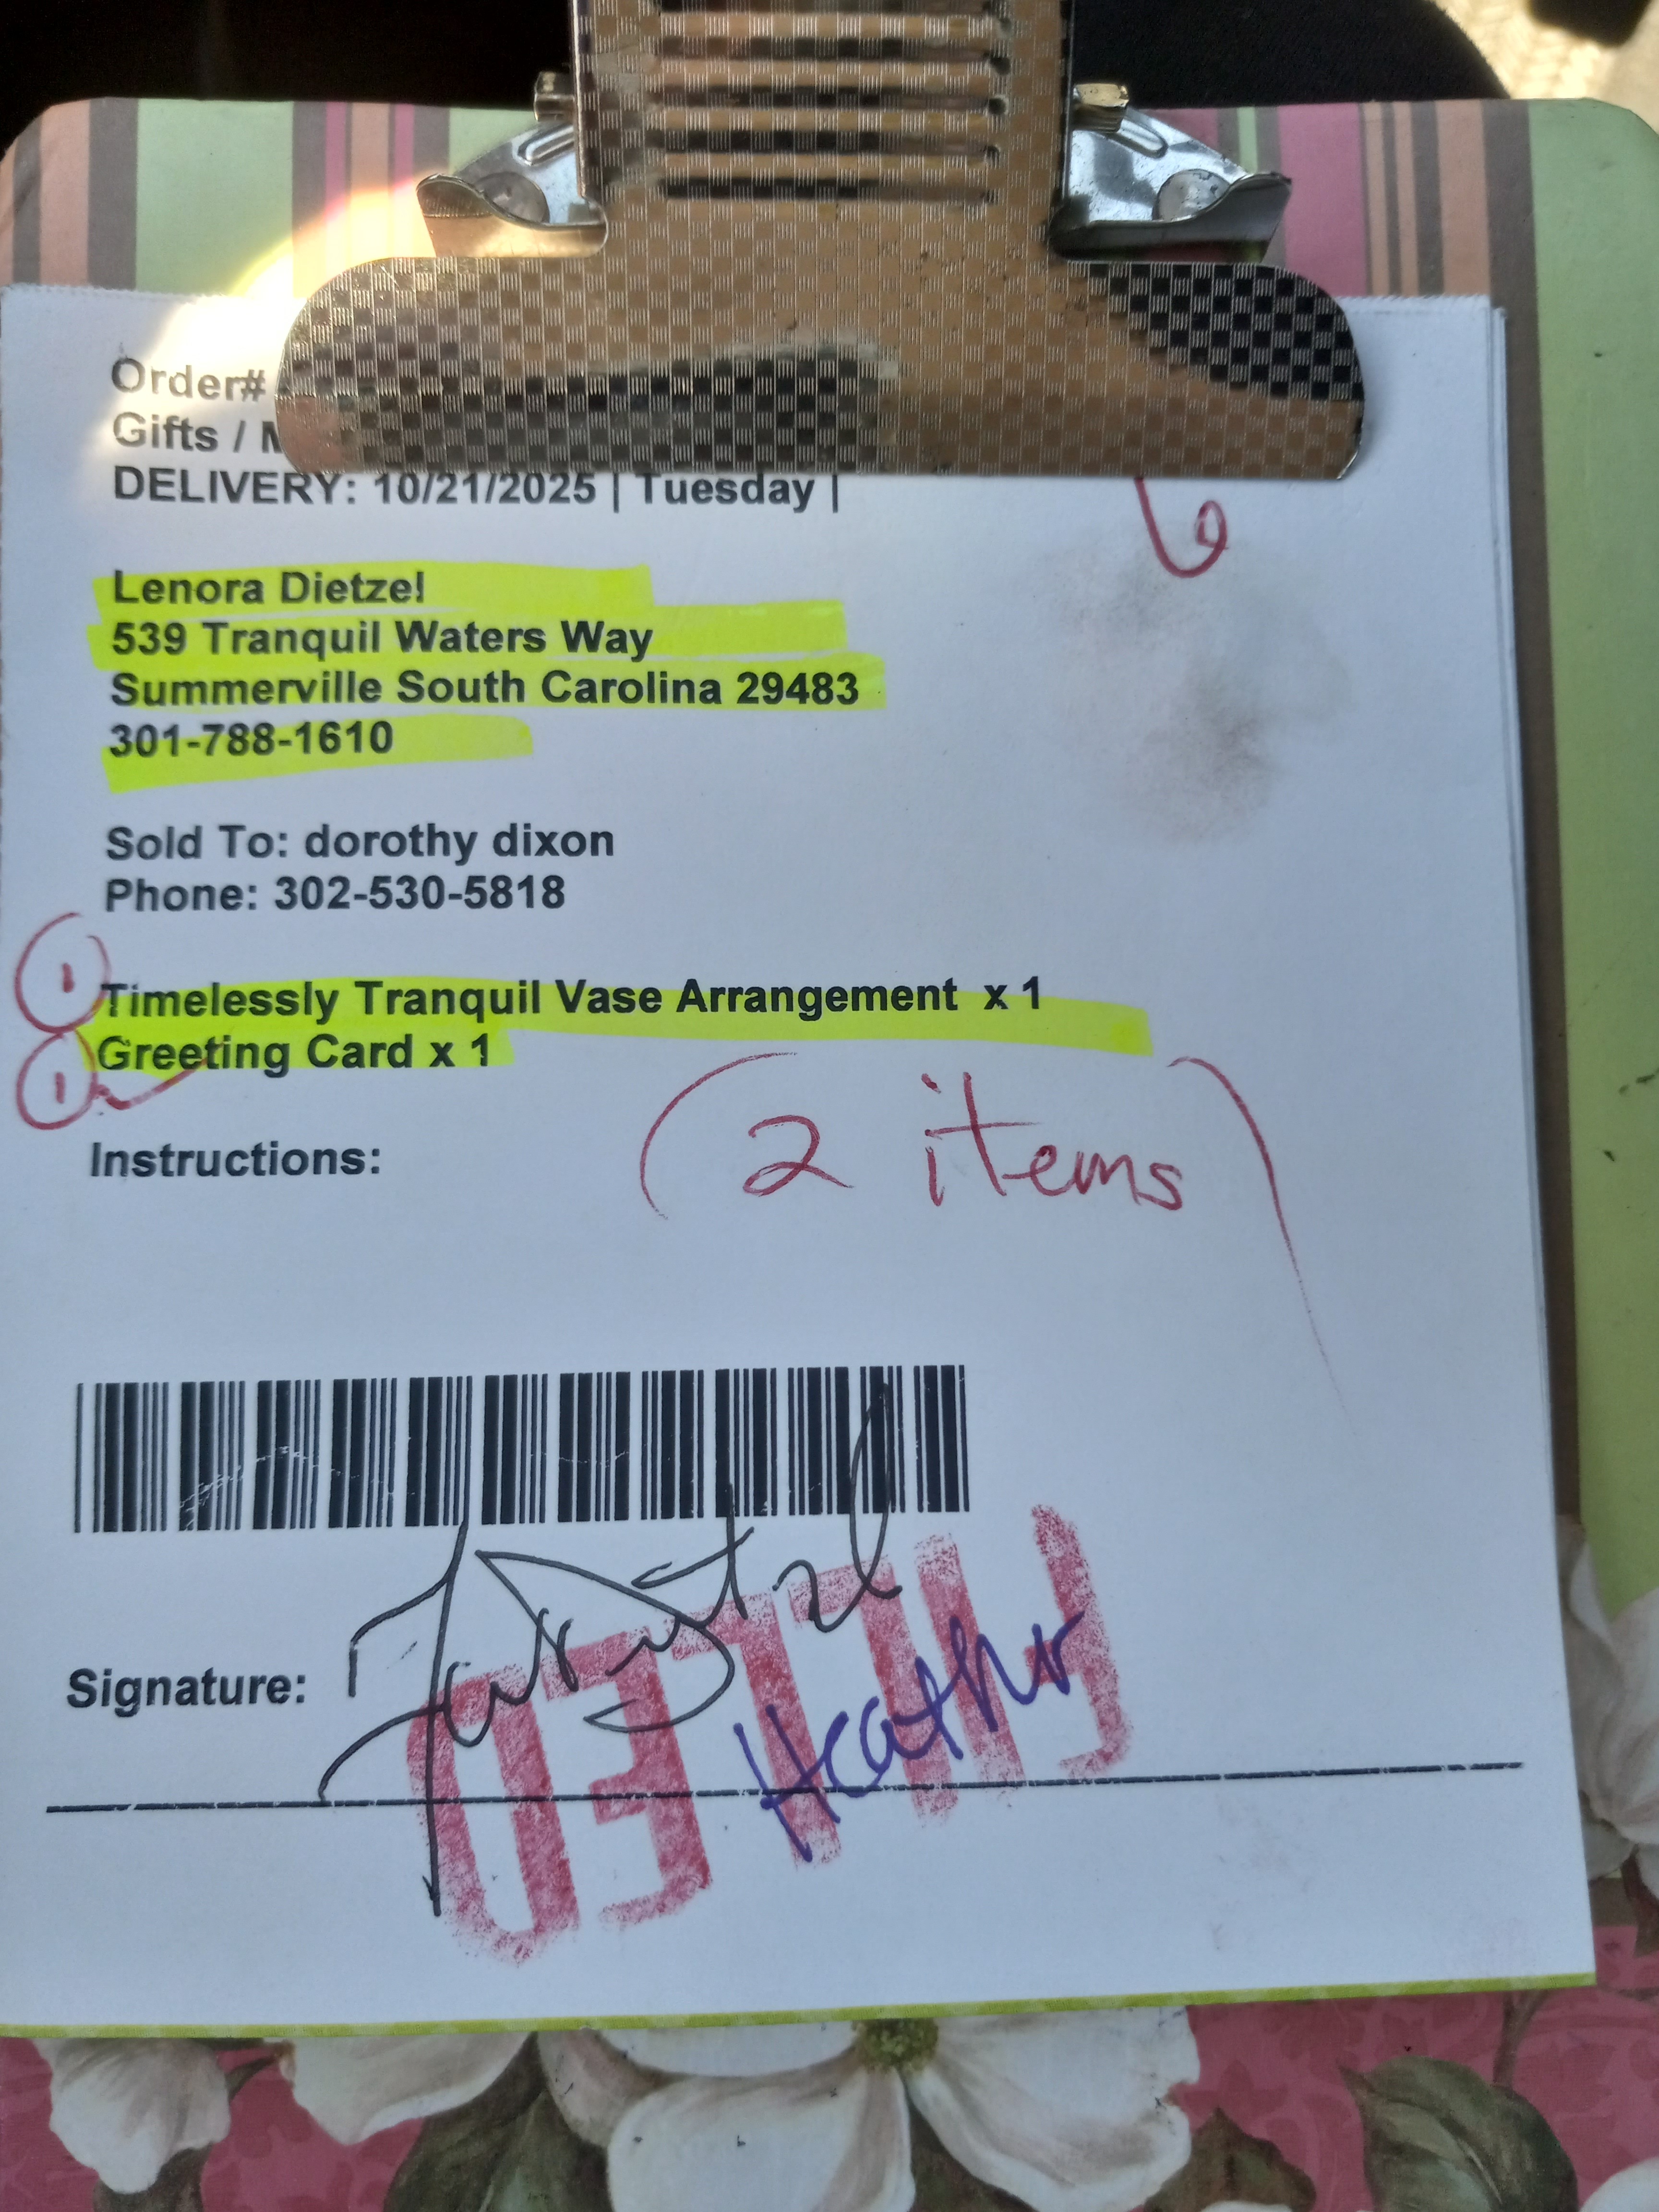 Order#
Gifts / M
DELIVERY: 10/21/2025 | Tuesday |
6
Lenora Dietzel
539 Tranquil Waters Way
Summerville South Carolina 29483
301-788-1610
Sold To: dorothy dixon
Phone: 302-530-5818
1 Timelessly Tranquil Vase Arrangement x 1
1 Greeting Card x 1
(2 items)
Instructions:
Signature:
Heather
FILLED